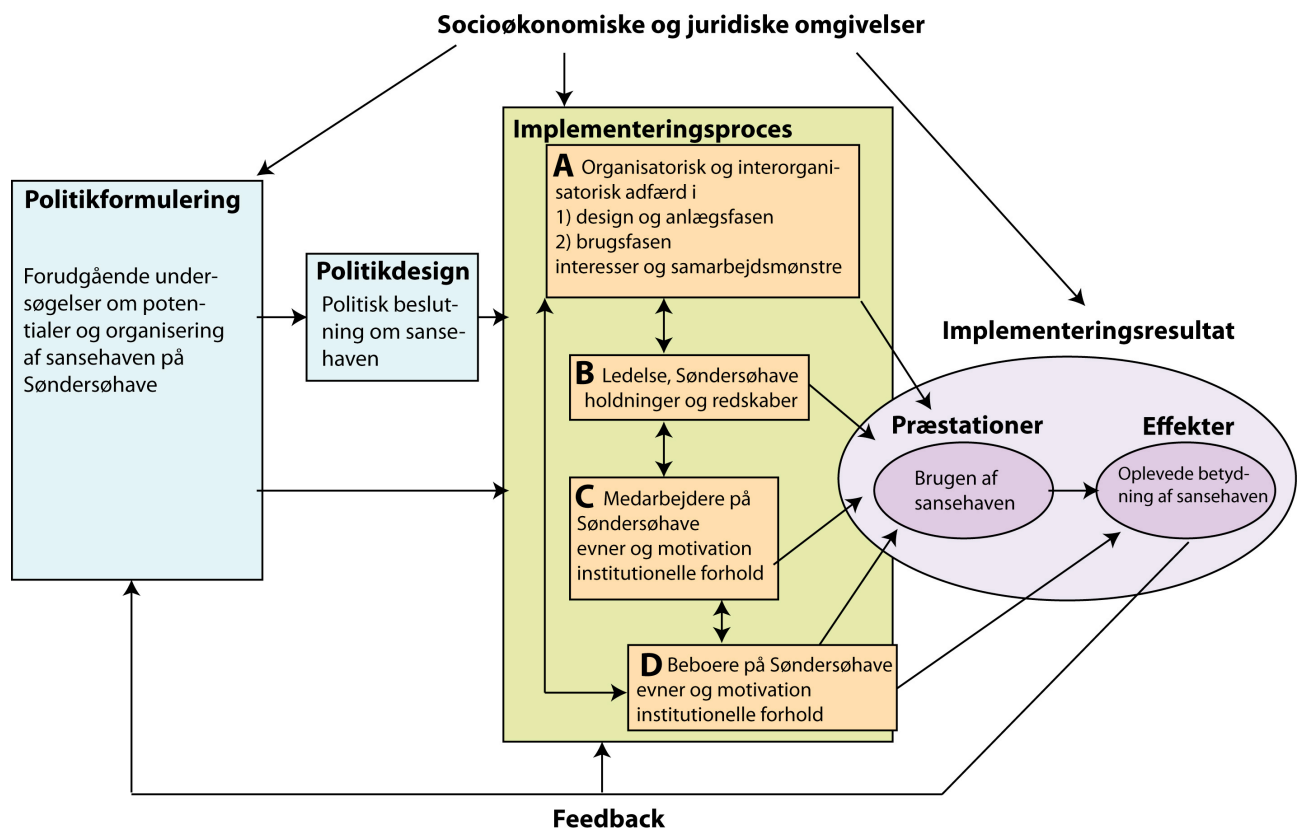 Socioøkonomiske og juridiske omgivelser
Politikformulering
Forudgående under-
søgelser om poten-
tialer og organisering
af sansehaven på
Søndersøhave
Politikdesign
Politisk beslut-
ning om sanse-
haven
Implementeringsproces
A Organisatorisk og interorgani-
satorisk adfærd i
1) design og anlægsfasen
2) brugsfasen
interesser og samarbejdsmønstre
B Ledelse, Søndersøhave
holdninger og redskaber
C Medarbejdere på
Søndersøhave
evner og motivation
institutionelle forhold
D Beboere på Søndersøhave
evner og motivation
institutionelle forhold
Implementeringsresultat
Præstationer
Brugen af
sansehaven
Effekter
Oplevede betyd-
ning af sansehaven
Feedback